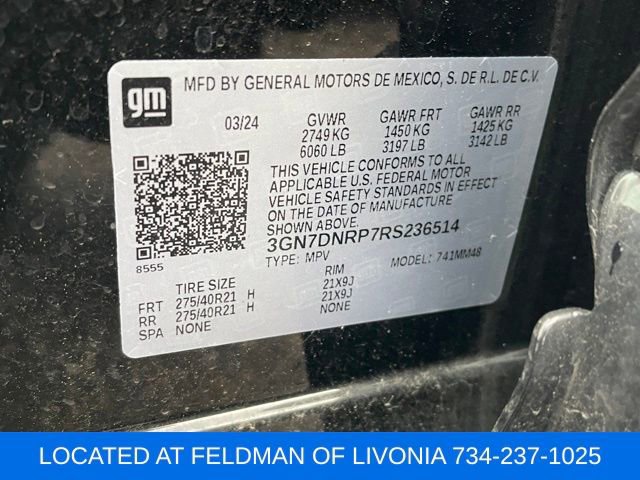 gm
MFD BY GENERAL MOTORS DE MEXICO, S. DE R.L. DE C.V.
03/24 GVWR GAWR FRT GAWR RR
2749 KG 1450 KG 1425 KG
6060 LB 3197 LB 3142 LB
THIS VEHICLE CONFORMS TO ALL
APPLICABLE U.S. FEDERAL MOTOR
VEHICLE SAFETY STANDARDS IN EFFECT
ON THE DATE OF MANUFACTURE
SHOWN ABOVE.
3GN7DNRP7RS236514
8555 TYPE: MPV MODEL: 741MM48
TIRE SIZE RIM
FRT 275/40R21 H 21X9J
RR 275/40R21 H 21X9J
SPA NONE NONE
LOCATED AT FELDMAN OF LIVONIA 734-237-1025